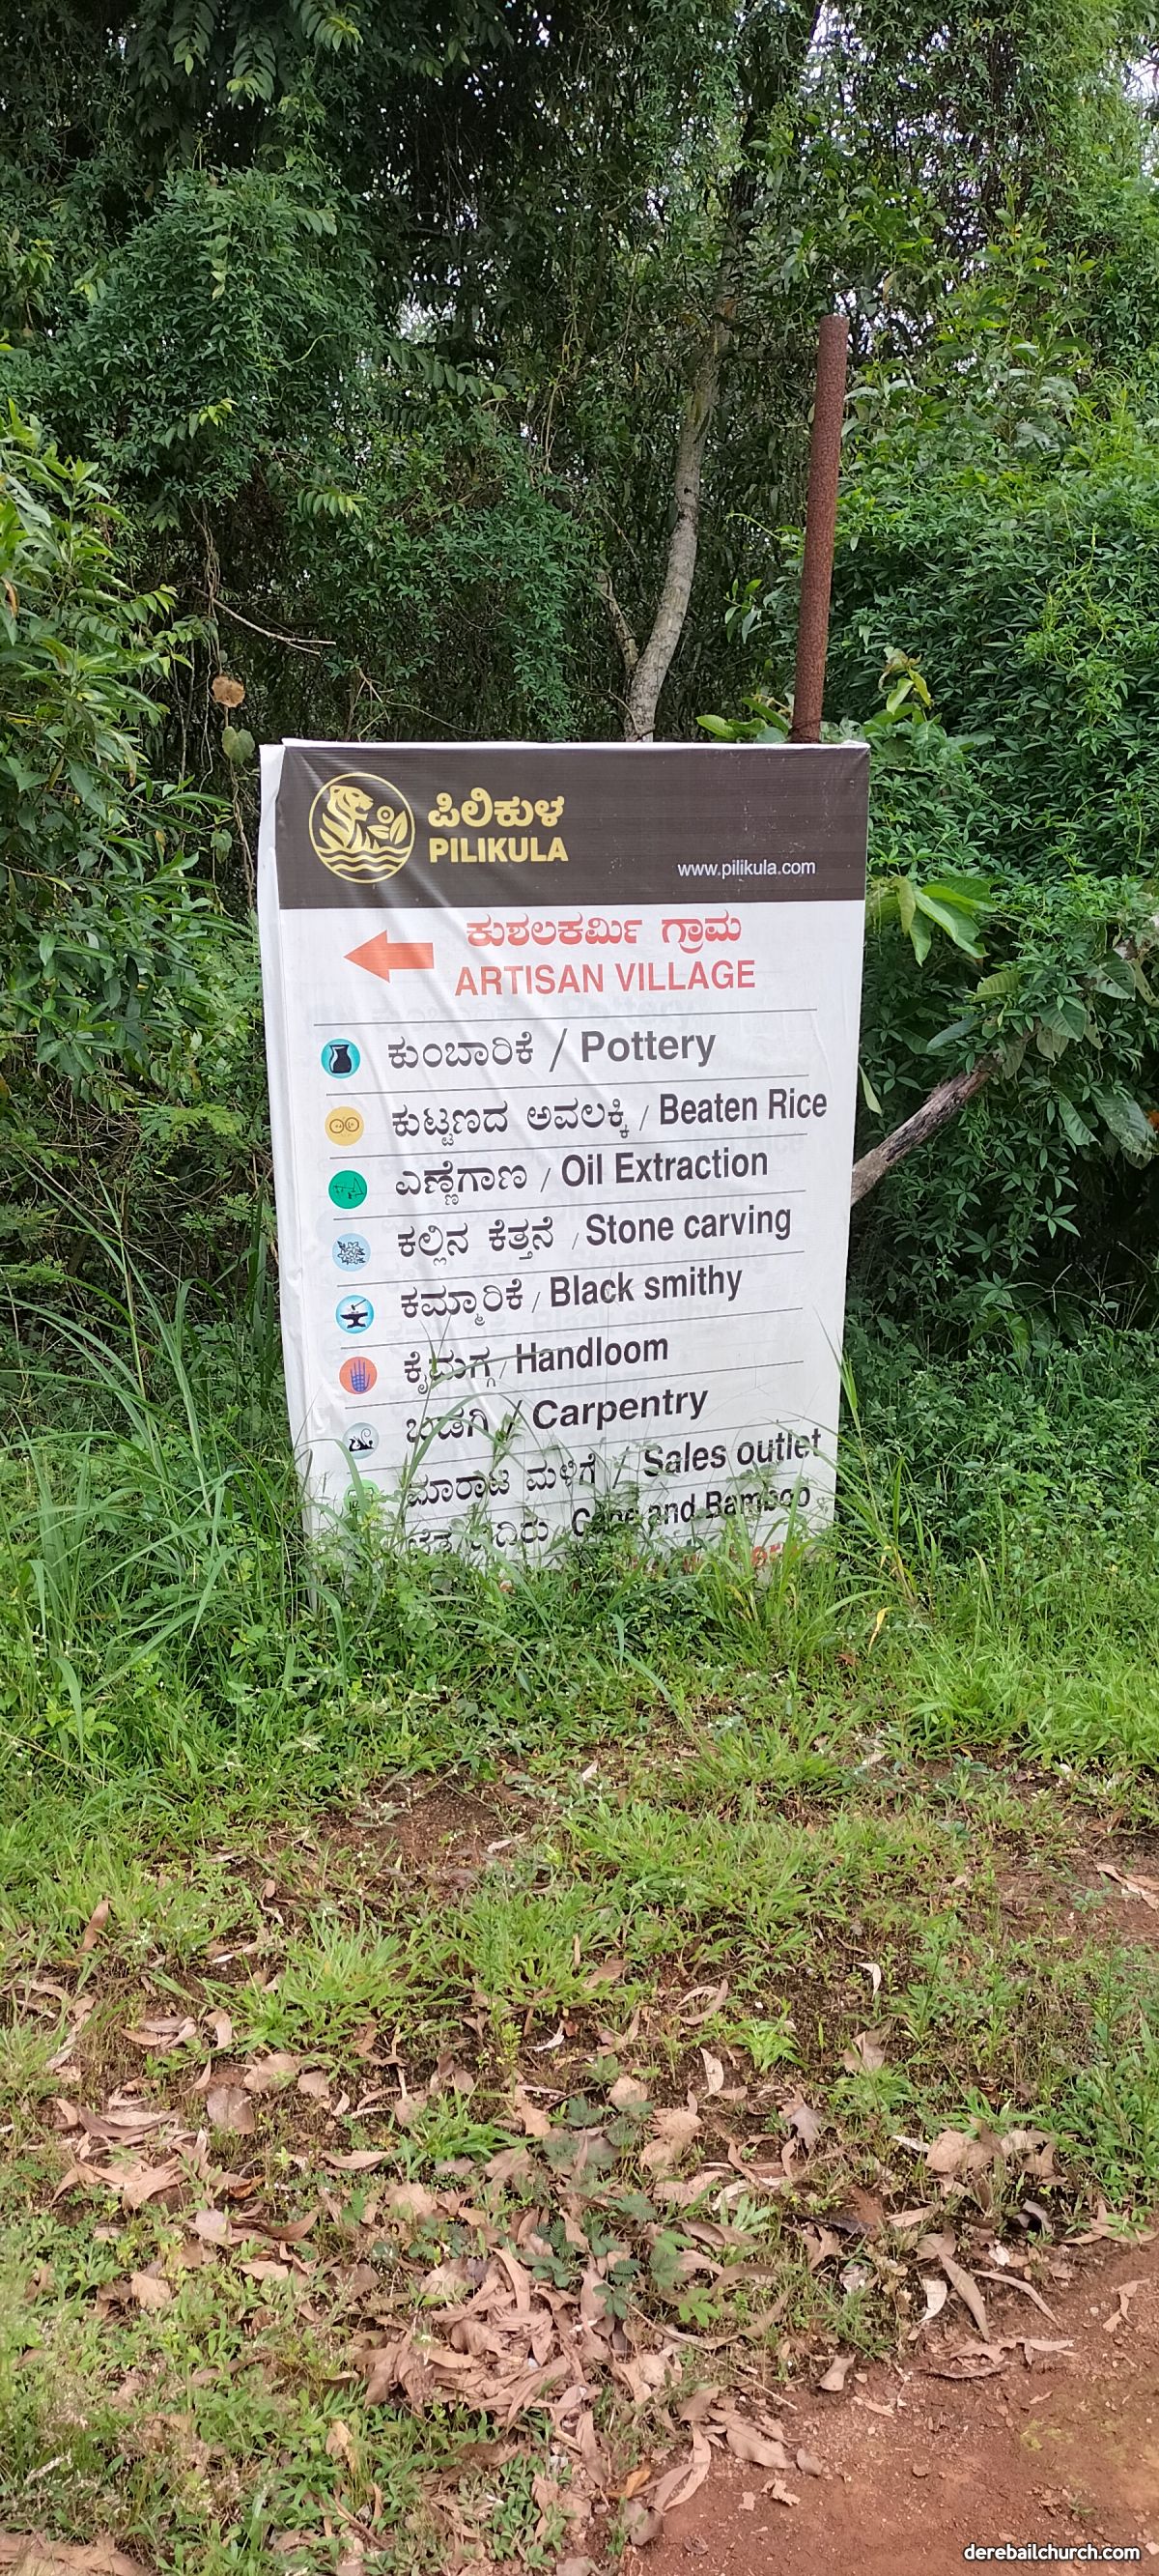 ಪಿಲಿಕುಳ
PILIKULA
www.pilikula.com
ಕುಶಲಕರ್ಮಿ ಗ್ರಾಮ
ARTISAN VILLAGE
ಕುಂಬಾರಿಕೆ / Pottery
ಕುಟ್ಟಣದ ಅವಲಕ್ಕಿ / Beaten Rice
ಎಣ್ಣೆಗಾಣ / Oil Extraction
ಕಲ್ಲಿನ ಕೆತ್ತನೆ / Stone carving
ಕಮ್ಮಾರಿಕೆ / Black smithy
ಕೈಮಗ್ಗ / Handloom
ಬಡಗಿ / Carpentry
ಮಾರಾಟ ಮಳಿಗೆ / Sales outlet
and Bamboo
derebailchurch.com